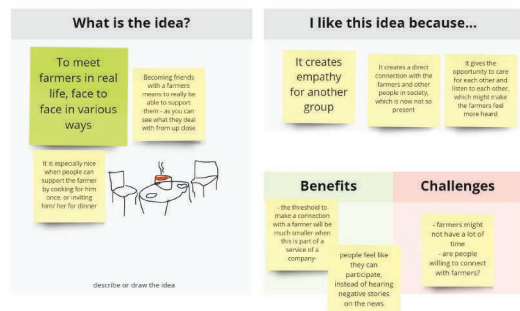 What is the idea?
To meet
farmers in real
life, face to
face in various
ways
Becoming friends
with a farmers
means to really be
able to support
them - as you can
see what they deal
with from up close
It is especially nice
when people can
support the farmer
by cooking for him
once, or inviting
him/ her for dinner
describe or draw the idea
I like this idea because...
It creates
empathy
for another
group
It creates a direct
connection with the
farmers and other
people in society,
which is now not so
present
It gives the
opportunity to care
for each other and
listen to each other,
which might make
the farmers feel
more heard
Benefits
- the threshold to
make a connection
with a farmer will be
much smaller when
this is part of a
service of a
company-
people feel like
they can
participate,
instead of hearing
negative stories
on the news
Challenges
- farmers might
not have a lot of
time
- are people
willing to connect
with farmers?